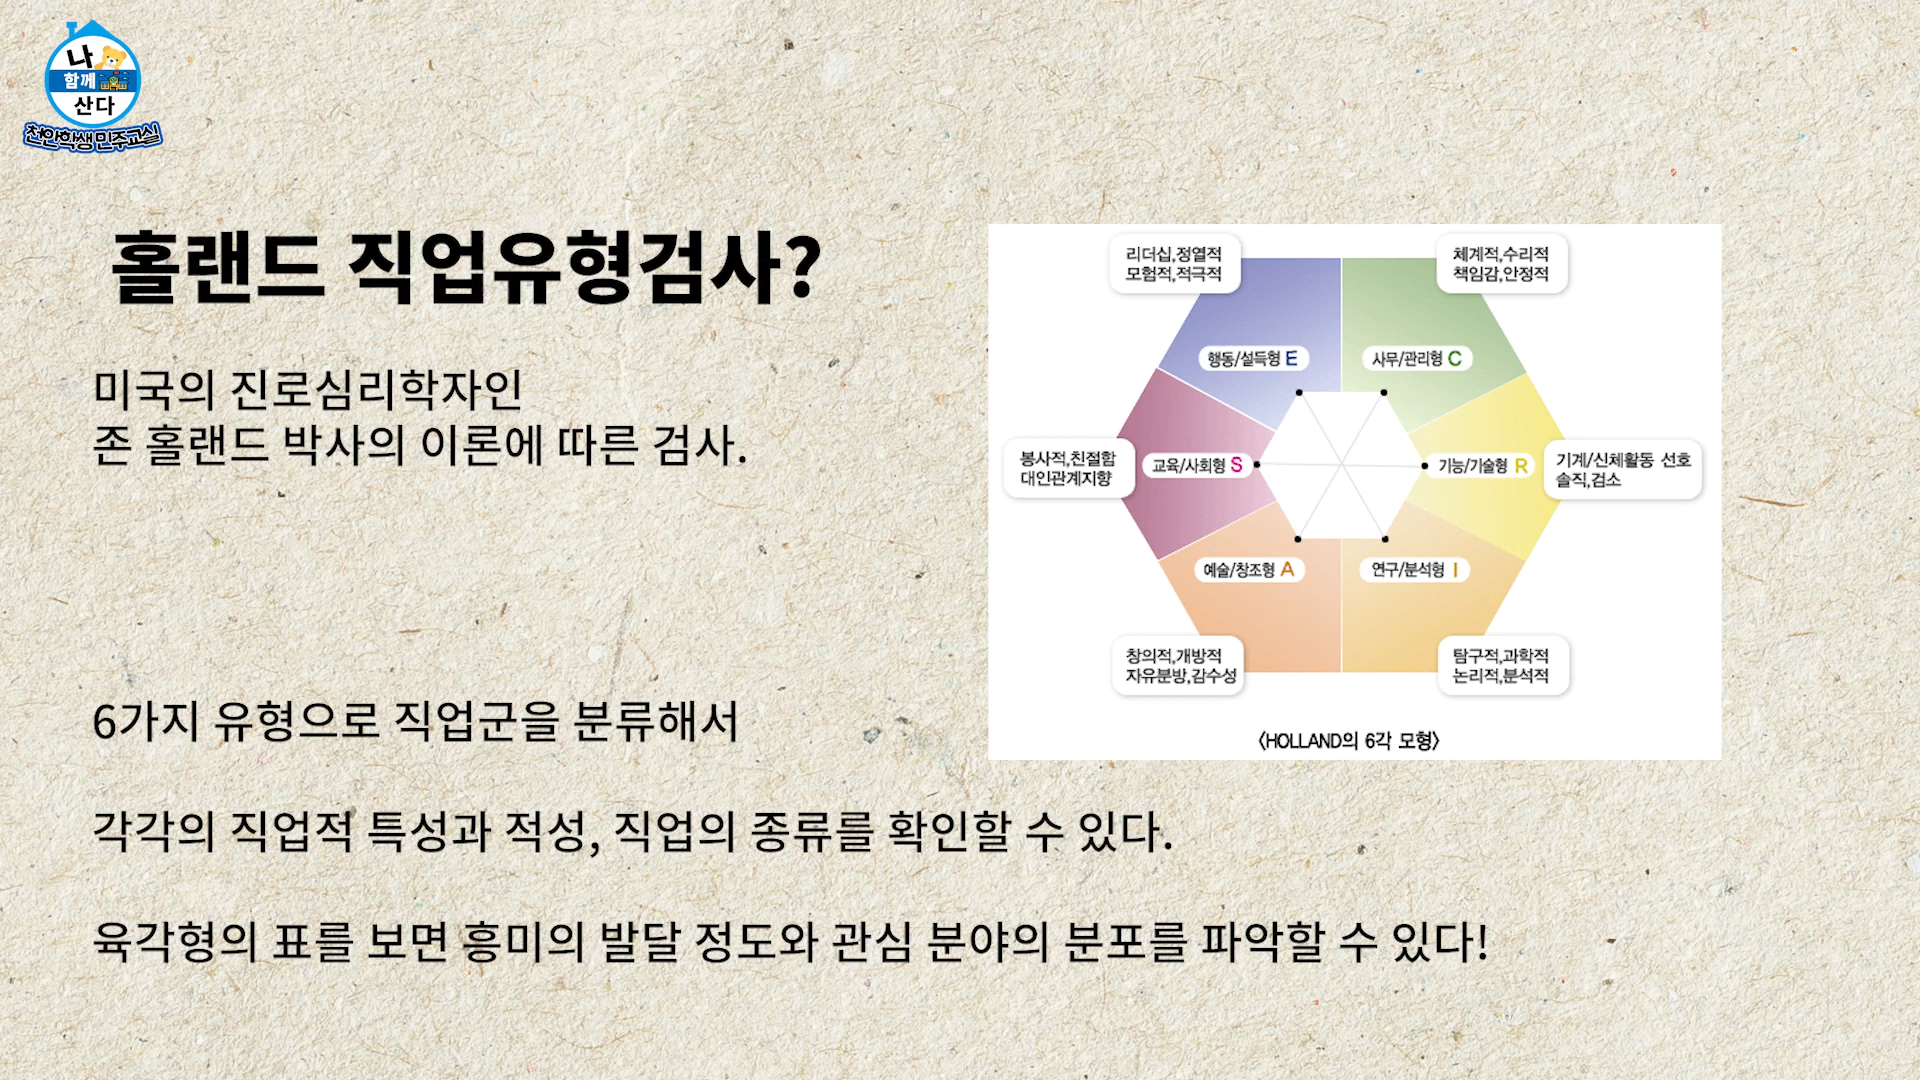 나
함께
산다
천안학생민주교실
홀랜드 직업유형검사?
미국의 진로심리학자인
존 홀랜드 박사의 이론에 따른 검사.
6가지 유형으로 직업군을 분류해서
각각의 직업적 특성과 적성, 직업의 종류를 확인할 수 있다.
육각형의 표를 보면 흥미의 발달 정도와 관심 분야의 분포를 파악할 수 있다!
리더십,정열적
모험적,적극적
체계적,수리적
책임감,안정적
행동/설득형 E
사무/관리형 C
봉사적,친절함
대인관계지향
교육/사회형 S
기능/기술형 R
기계/신체활동 선호
솔직,검소
예술/창조형 A
연구/분석형 I
창의적,개방적
자유분방,감수성
탐구적,과학적
논리적,분석적
<HOLLAND의 6각 모형>